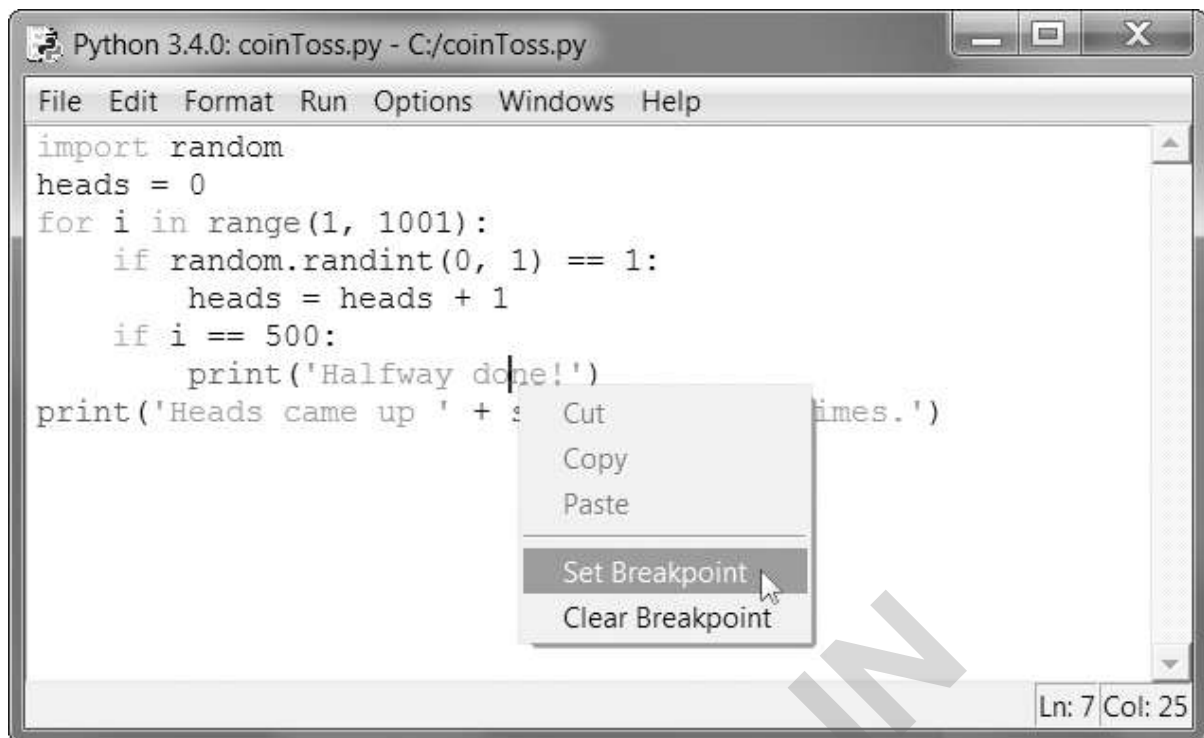 Python 3.4.0: coinToss.py - C:/coinToss.py
File Edit Format Run Options Windows Help
import random
heads = 0
for i in range(1, 1001):
    if random.randint(0, 1) == 1:
        heads = heads + 1
    if i == 500:
        print('Halfway done!')
print('Heads came up ' + imes.')
Cut
Copy
Paste
Set Breakpoint
Clear Breakpoint
Ln: 7 Col: 25
IN